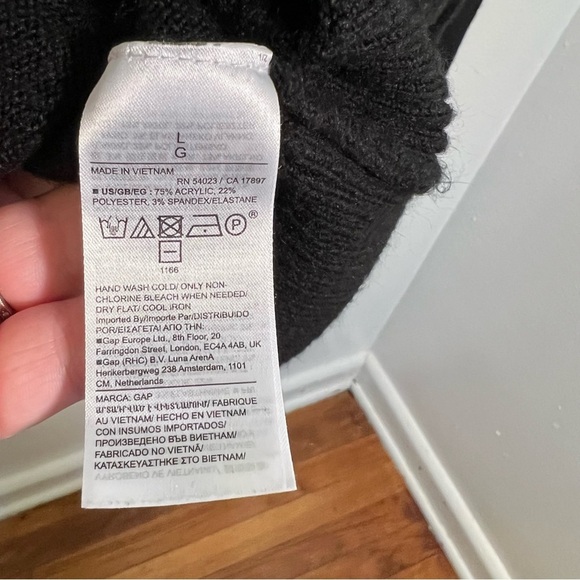 L
G
MADE IN VIETNAM
RN 54023 / CA 17897
■ US/GB/EG : 75% ACRYLIC, 22%
POLYESTER, 3% SPANDEX/ELASTANE
P®
1166
HAND WASH COLD/ ONLY NON-
CHLORINE BLEACH WHEN NEEDED/
DRY FLAT/ COOL IRON
Imported By/Importé Par/DISTRIBUIDO
POR/ΕΙΣΑΓΕΤΑΙ ΑΠΟ ΤΗΝ:
■Gap Europe Ltd., 8th Floor, 20
Farringdon Street, London, EC4A 4AB, UK
■Gap (RHC) B.V. Luna ArenA
Herikerbergweg 238 Amsterdam, 1101
CM, Netherlands
MARCA: GAP
ԱՐՏԱԴՐՎԱԾ Է ՎԻԵՏՆԱՄՈՒՄ/ FABRIQUÉ
AU VIETNAM/ HECHO EN VIETNAM
CON INSUMOS IMPORTADOS/
ПРОИЗВЕДЕНО ВЪВ ВИЕТНАМ/
FABRICADO NO VIETNÃ/
ΚΑΤΑΣΚΕΥΑΣΤΗΚΕ ΣΤΟ ΒΙΕΤΝΑΜ/